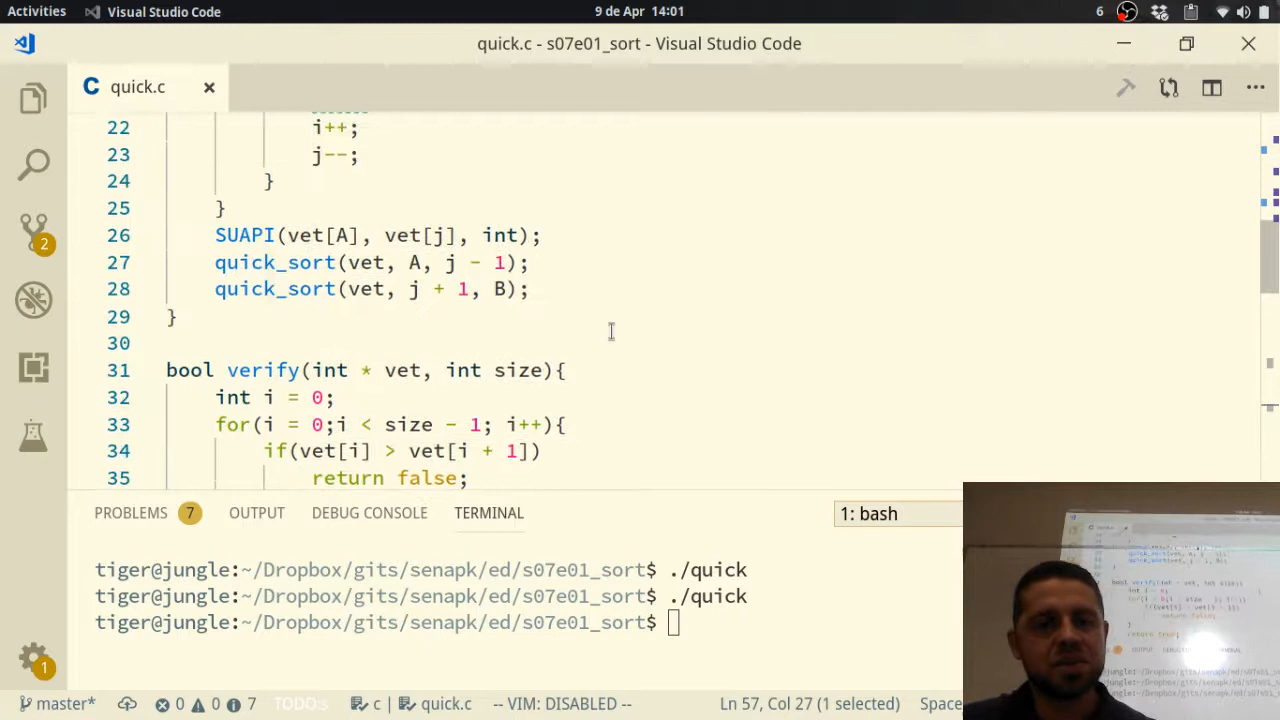 Activities Visual Studio Code 9 de Apr 14:01 6
quick.c - s07e01_sort - Visual Studio Code
C quick.c
22 i++;
23 j--;
24 }
25 }
26 SUAPI(vet[A], vet[j], int);
27 quick_sort(vet, A, j - 1);
28 quick_sort(vet, j + 1, B);
29 }
30
31 bool verify(int * vet, int size){
32 int i = 0;
33 for(i = 0;i < size - 1; i++){
34 if(vet[i] > vet[i + 1])
35 return false;
2
1
PROBLEMS 7 OUTPUT DEBUG CONSOLE TERMINAL 1: bash
tiger@jungle:~/Dropbox/gits/senapk/ed/s07e01_sort$ ./quick
tiger@jungle:~/Dropbox/gits/senapk/ed/s07e01_sort$ ./quick
tiger@jungle:~/Dropbox/gits/senapk/ed/s07e01_sort$
master* 0 0 7 TODO's c quick.c -- VIM: DISABLED -- Ln 57, Col 27 (1 selected) Space